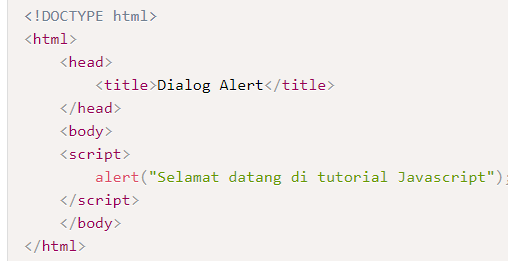 <!DOCTYPE html>
<html>
<head>
<title>Dialog Alert</title>
</head>
<body>
<script>
alert("Selamat datang di tutorial Javascript");
</script>
</body>
</html>